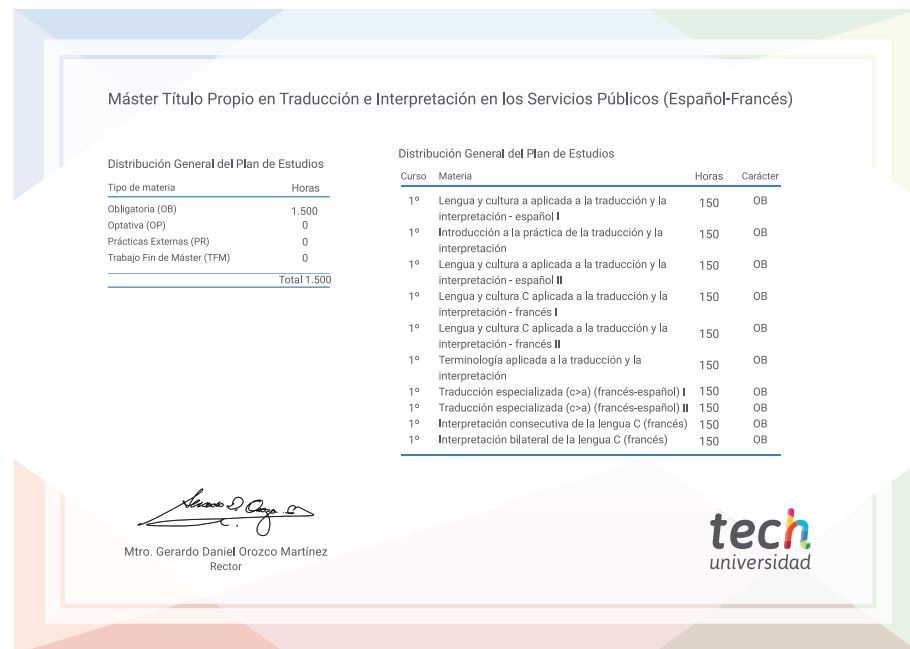 Máster Título Propio en Traducción e Interpretación en los Servicios Públicos (Español-Francés)
Distribución General del Plan de Estudios
Tipo de materia Horas
Obligatoria (OB) 1.500
Optativa (OP) 0
Prácticas Externas (PR) 0
Trabajo Fin de Máster (TFM) 0
Total 1.500
Distribución General del Plan de Estudios
Curso Materia Horas Carácter
1º Lengua y cultura a aplicada a la traducción y la 150 OB
interpretación - español I
1º Introducción a la práctica de la traducción y la 150 OB
interpretación
1º Lengua y cultura a aplicada a la traducción y la 150 OB
interpretación - español II
1º Lengua y cultura C aplicada a la traducción y la 150 OB
interpretación - francés I
1º Lengua y cultura C aplicada a la traducción y la 150 OB
interpretación - francés II
1º Terminología aplicada a la traducción y la 150 OB
interpretación
1º Traducción especializada (c>a) (francés-español) I 150 OB
1º Traducción especializada (c>a) (francés-español) II 150 OB
1º Interpretación consecutiva de la lengua C (francés) 150 OB
1º Interpretación bilateral de la lengua C (francés) 150 OB
Mtro. Gerardo Daniel Orozco Martínez
Rector
tech
universidad